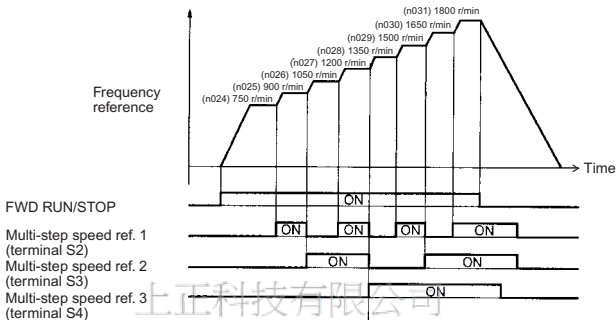 (n031) 1800 r/min
(n030) 1650 r/min
(n029) 1500 r/min
(n028) 1350 r/min
(n027) 1200 r/min
(n026) 1050 r/min
(n025) 900 r/min
(n024) 750 r/min
Frequency
reference
Time
FWD RUN/STOP
ON
Multi-step speed ref. 1
(terminal S2)
ON ON ON ON
Multi-step speed ref. 2
(terminal S3)
ON ON
Multi-step speed ref. 3
(terminal S4)
ON
上正科技有限公司